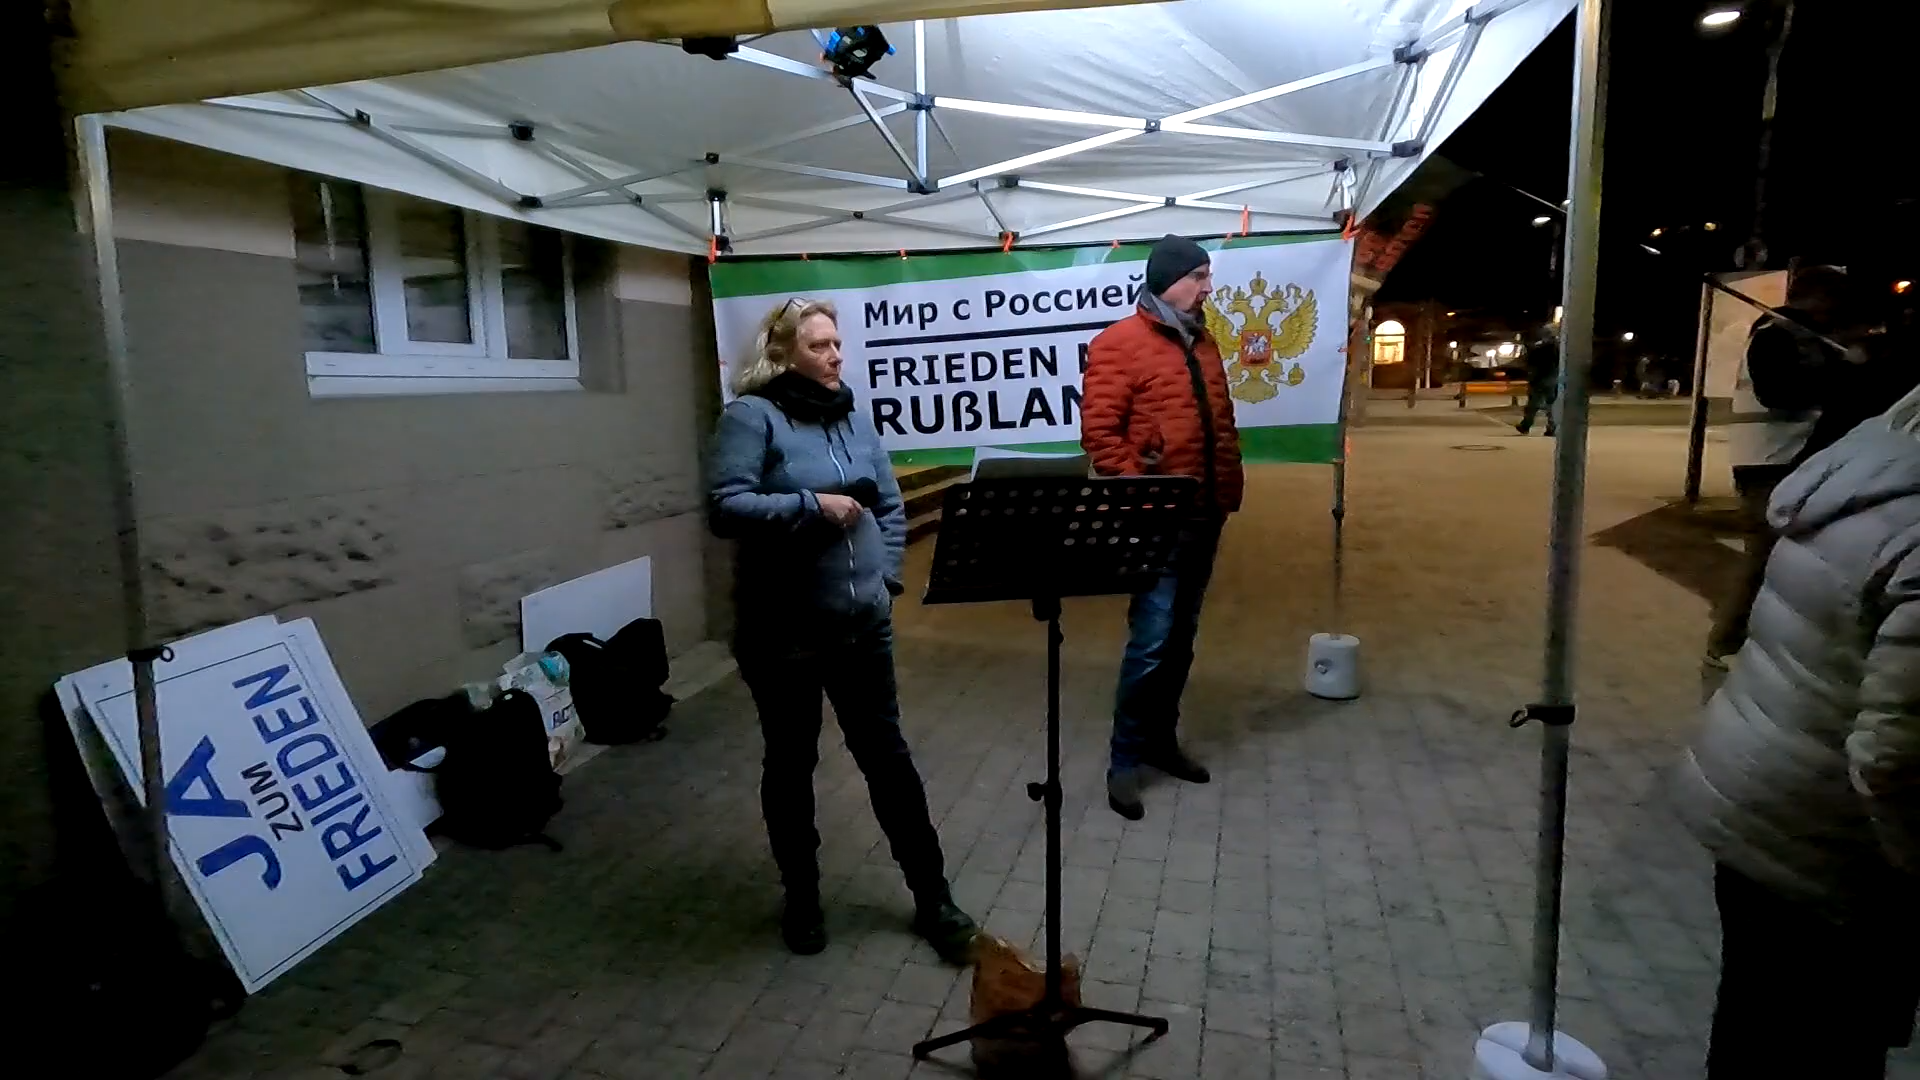 Мир с Россией
FRIEDEN
RUßLAN
JA
ZUM
FRIEDEN